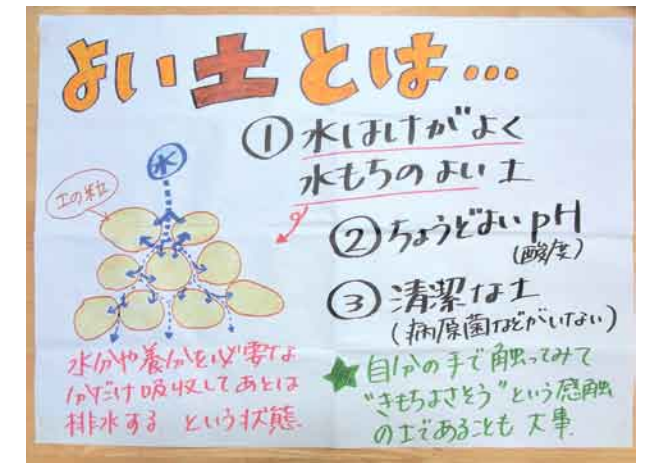 よい土とは…
①水はけがよく
水もちのよい土
水
土の粒
②ちょうどよいpH
(酸度)
③清潔な土
(病原菌などがいない)
水分や養分を必要な
分だけ吸収してあとは
排水する という状態
★自分の手で触ってみて
"きもちよさそう"という感触
の土であることも 大事.